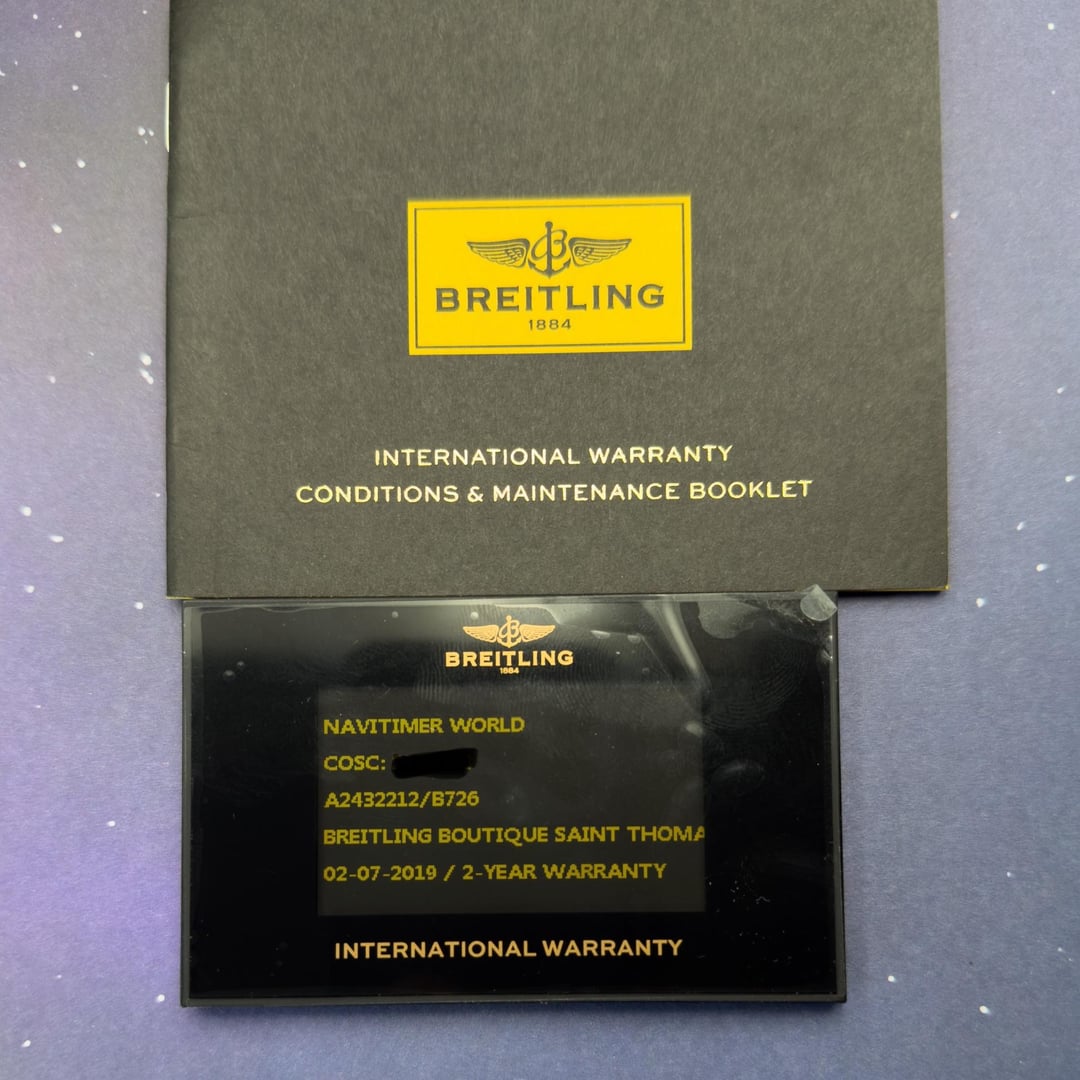 BREITLING
1884
INTERNATIONAL WARRANTY
CONDITIONS & MAINTENANCE BOOKLET
BREITLING
1884
NAVITIMER WORLD
COSC:
A2432212/B726
BREITLING BOUTIQUE SAINT THOMA
02-07-2019 / 2-YEAR WARRANTY
INTERNATIONAL WARRANTY